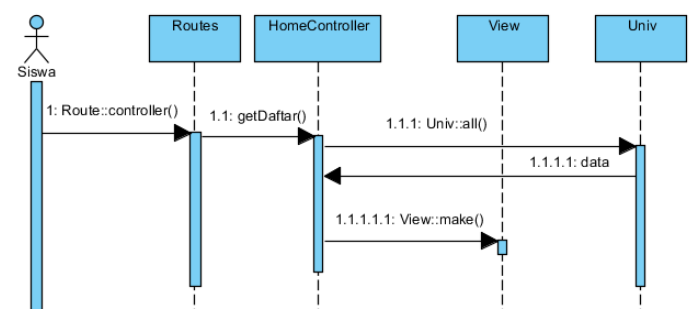 Routes
HomeController
View
Univ
Siswa
1: Route::controller()
1.1: getDaftar()
1.1.1: Univ::all()
1.1.1.1: data
1.1.1.1.1: View::make()